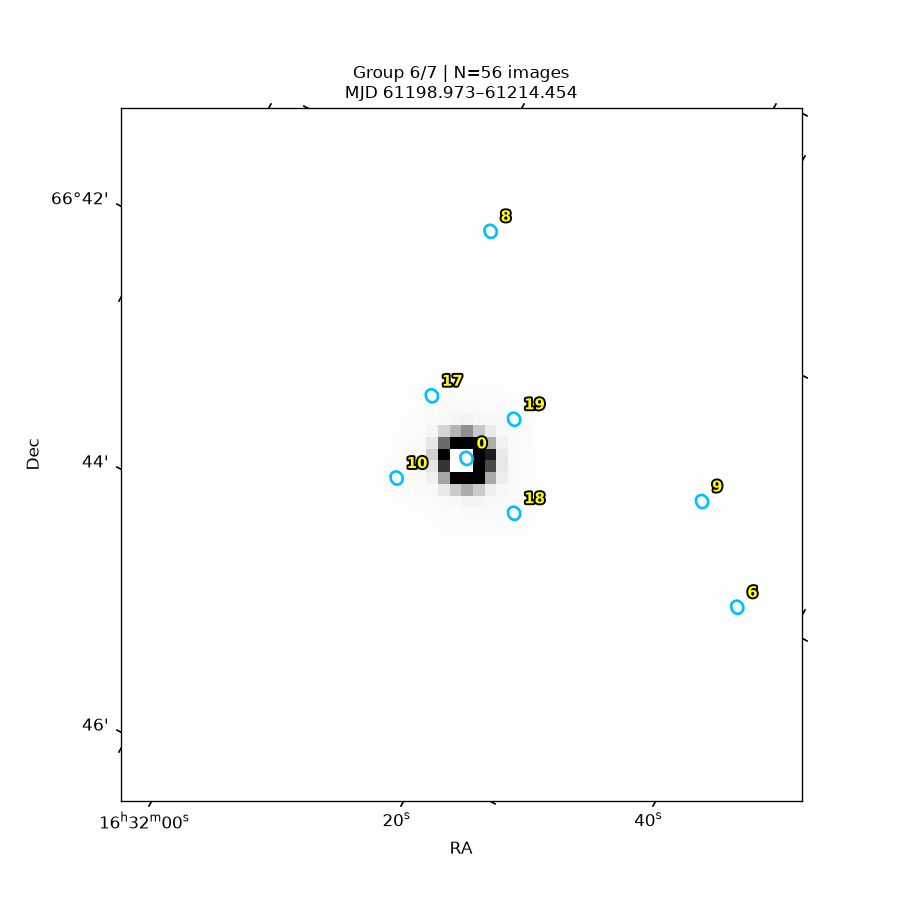 Group 6/7 | N=56 images
MJD 61198.973–61214.454
66°42'
8
17
19
0
44'
10
9
18
6
Dec
46'
16h32m00s
20s
40s
RA